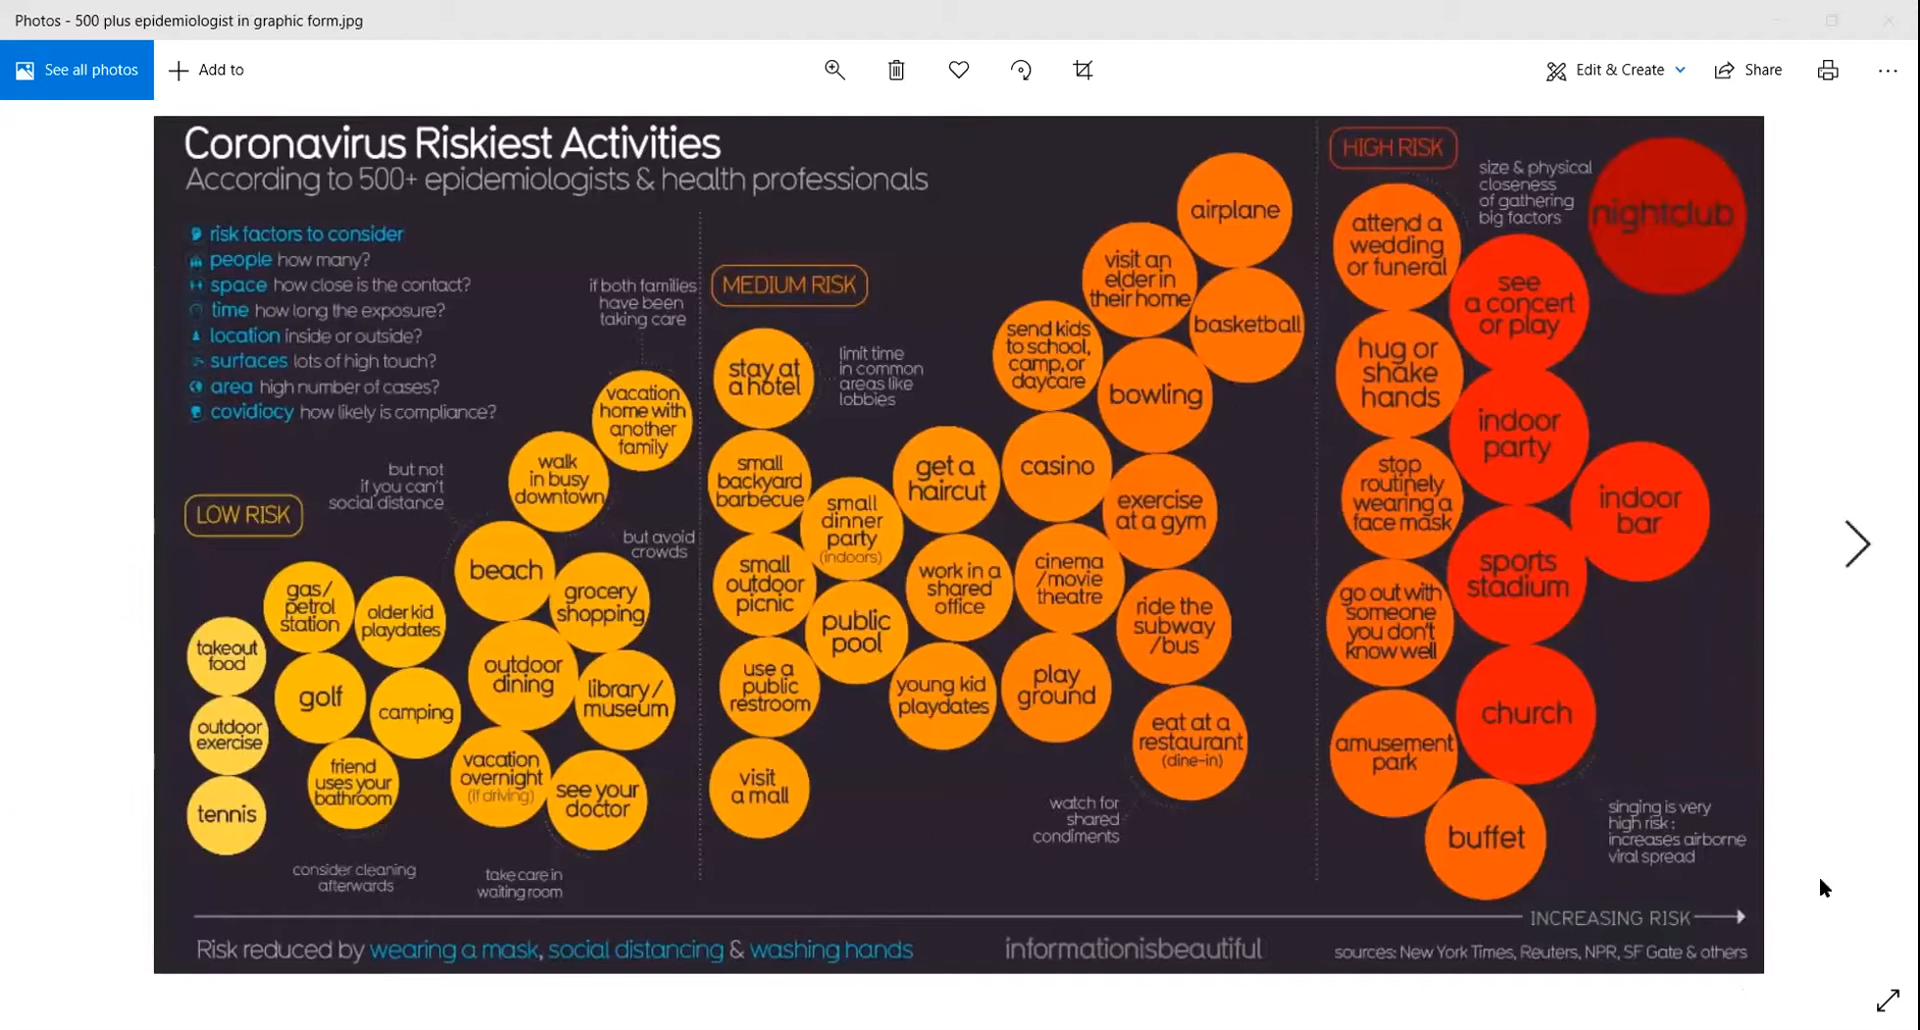 Photos - 500 plus epidemiologist in graphic form.jpg
See all photos
Add to
Edit & Create
Share
Coronavirus Riskiest Activities
According to 500+ epidemiologists & health professionals
risk factors to consider
people how many?
space how close is the contact?
time how long the exposure?
location inside or outside?
surfaces lots of high touch?
area high number of cases?
covidiocy how likely is compliance?
LOW RISK
takeout
food
outdoor
exercise
tennis
gas/
petrol
station
golf
friend
uses your
bathroom
consider cleaning
afterwards
older kid
playdates
camping
but not
if you can't
social distance
beach
outdoor
dining
vacation
overnight
(if driving)
walk
in busy
downtown
but avoid
crowds
grocery
shopping
library/
museum
see your
doctor
take care in
waiting room
if both families
have been
taking care
vacation
home with
another
family
MEDIUM RISK
stay at
a hotel
limit time
in common
areas like
lobbies
small
backyard
barbecue
small
outdoor
picnic
use a
public
restroom
visit
a mall
small
dinner
party
(indoors)
public
pool
get a
haircut
work in a
shared
office
young kid
playdates
send kids
to school,
camp, or
daycare
casino
cinema
/movie
theatre
play
ground
visit an
elder in
their home
bowling
exercise
at a gym
ride the
subway
/bus
eat at a
restaurant
(dine-in)
watch for
shared
condiments
airplane
basketball
HIGH RISK
attend a
wedding
or funeral
hug or
shake
hands
stop
routinely
wearing a
face mask
go out with
someone
you don't
know well
amusement
park
buffet
size & physical
closeness
of gathering
big factors
see
a concert
or play
indoor
party
sports
stadium
church
singing is very
high risk:
increases airborne
viral spread
nightclub
indoor
bar
INCREASING RISK
Risk reduced by wearing a mask, social distancing & washing hands
informationisbeautiful
sources: New York Times, Reuters, NPR, SF Gate & others